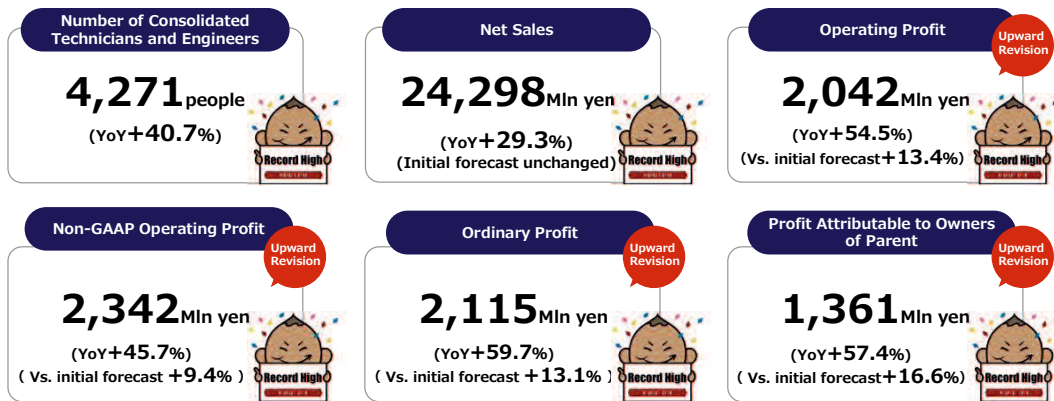 Number of Consolidated
Technicians and Engineers
4,271people
(YoY+40.7%)
Record High
Net Sales
24,298Mln yen
(YoY+29.3%)
(Initial forecast unchanged)
Record High
Operating Profit
Upward
Revision
2,042Mln yen
(YoY+54.5%)
(Vs. initial forecast+13.4%)
Record High
Non-GAAP Operating Profit
Upward
Revision
2,342Mln yen
(YoY+45.7%)
( Vs. initial forecast +9.4% )
Record High
Ordinary Profit
Upward
Revision
2,115Mln yen
(YoY+59.7%)
( Vs. initial forecast +13.1% )
Record High
Profit Attributable to Owners
of Parent
Upward
Revision
1,361Mln yen
(YoY+57.4%)
( Vs. initial forecast+16.6%)
Record High